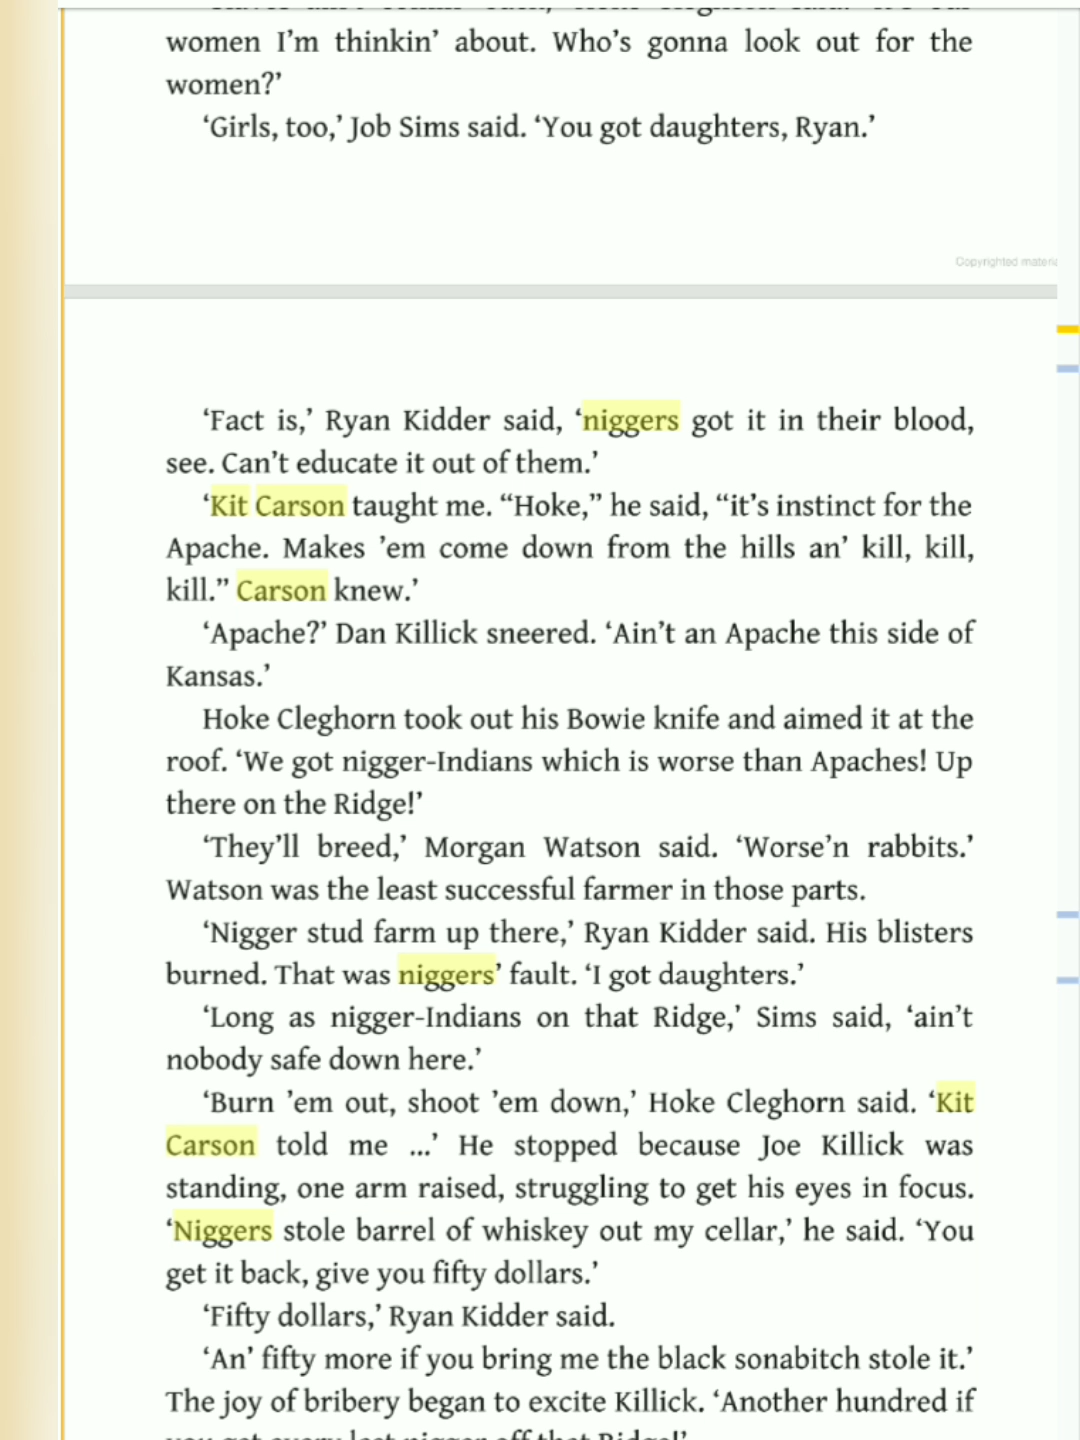 women I’m thinkin’ about. Who’s gonna look out for the
women?’
‘Girls, too,’ Job Sims said. ‘You got daughters, Ryan.’
Copyrighted materia
‘Fact is,’ Ryan Kidder said, ‘niggers got it in their blood,
see. Can’t educate it out of them.’
‘Kit Carson taught me. “Hoke,” he said, “it’s instinct for the
Apache. Makes ’em come down from the hills an’ kill, kill,
kill.” Carson knew.’
‘Apache?’ Dan Killick sneered. ‘Ain’t an Apache this side of
Kansas.’
Hoke Cleghorn took out his Bowie knife and aimed it at the
roof. ‘We got nigger-Indians which is worse than Apaches! Up
there on the Ridge!’
‘They’ll breed,’ Morgan Watson said. ‘Worse’n rabbits.’
Watson was the least successful farmer in those parts.
‘Nigger stud farm up there,’ Ryan Kidder said. His blisters
burned. That was niggers’ fault. ‘I got daughters.’
‘Long as nigger-Indians on that Ridge,’ Sims said, ‘ain’t
nobody safe down here.’
‘Burn ’em out, shoot ’em down,’ Hoke Cleghorn said. ‘Kit
Carson told me ...’ He stopped because Joe Killick was
standing, one arm raised, struggling to get his eyes in focus.
‘Niggers stole barrel of whiskey out my cellar,’ he said. ‘You
get it back, give you fifty dollars.’
‘Fifty dollars,’ Ryan Kidder said.
‘An’ fifty more if you bring me the black sonabitch stole it.’
The joy of bribery began to excite Killick. ‘Another hundred if